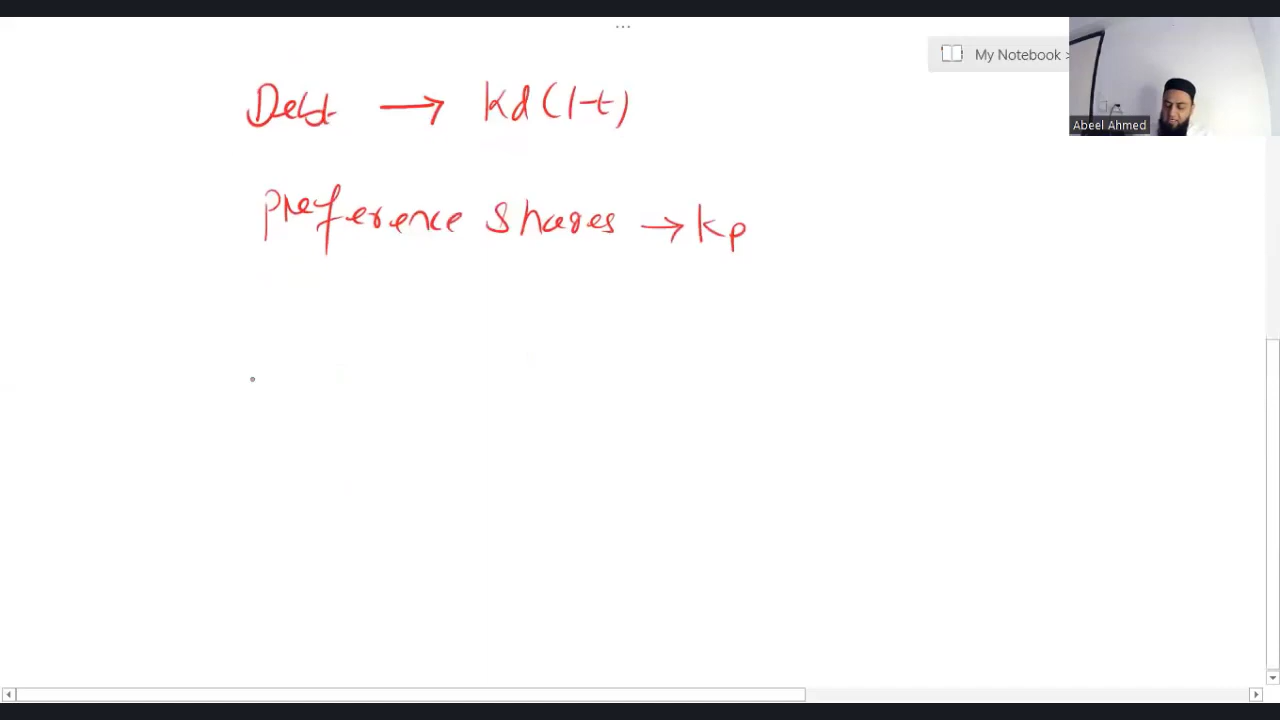 ...
My Notebook >
Abeel Ahmed
Debt → kd(1-t)
Preference shares → kp